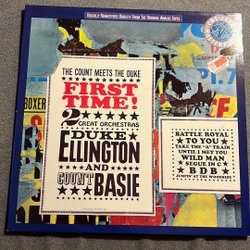 DIGITALLY REMASTERED DIRECTLY FROM THE ORIGINAL ANALOG TAPES
THE COUNT MEETS THE DUKE
FIRST
TIME!
2 GREAT ORCHESTRAS
DUKE
ELLINGTON
AND
COUNT
BASIE
BOXER
BATTLE ROYAL
TO YOU
TAKE THE "A" TRAIN
UNTIL I MET YOU
WILD MAN
SEGUE IN C
B D B
JUMPIN' AT THE WOODSIDE